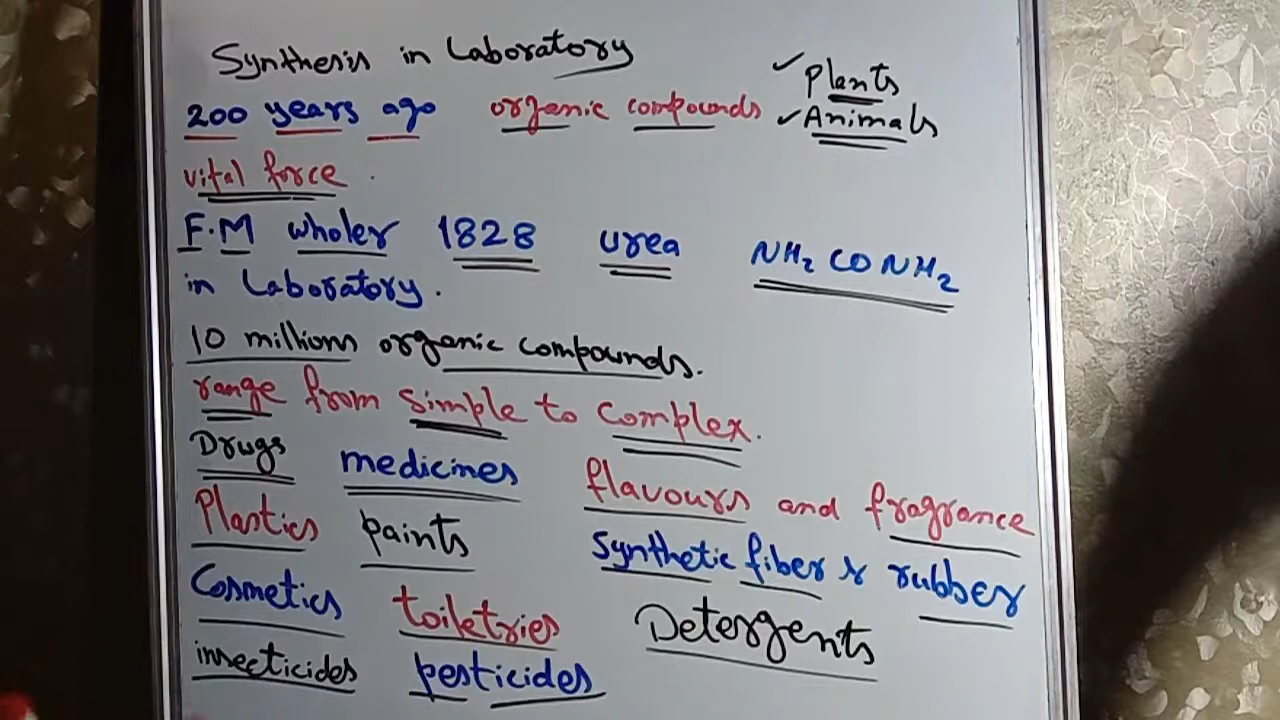 Synthesis in Laboratory
200 years ago organic compounds ✓ Plants
✓ Animals
vital force
F.M wholer 1828 urea NH₂ CO NH₂
in Laboratory.
10 millions organic compounds.
range from simple to complex.
Drugs medicines flavours and fragrance
Plastics paints synthetic fiber & rubber
Cosmetics toiletries Detergents
insecticides pesticides